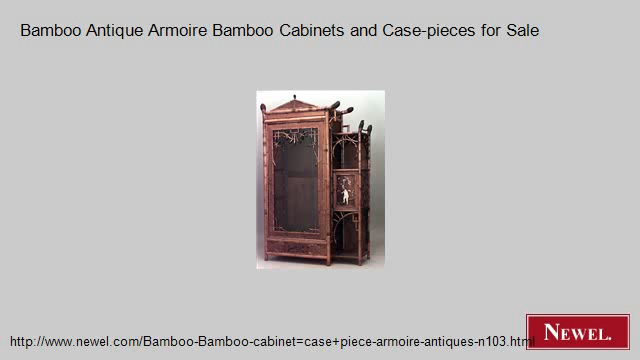 Bamboo Antique Armoire Bamboo Cabinets and Case-pieces for Sale
NEWEL.
http://www.newel.com/Bamboo-Bamboo-cabinet=case+piece-armoire-antiques-n103.html